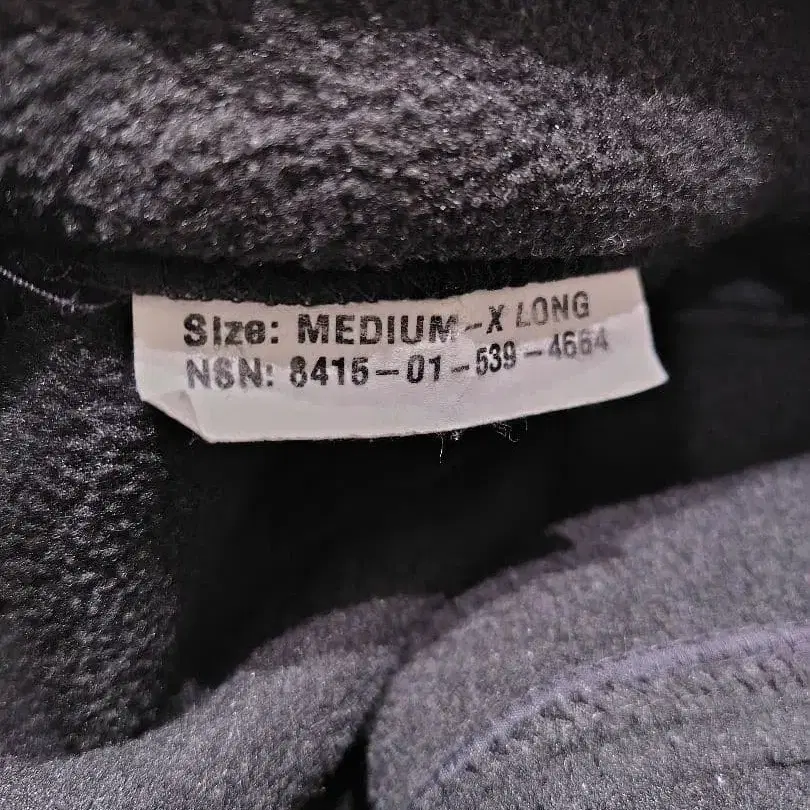 Size: MEDIUM-X LONG
NSN: 8415-01-539-4664